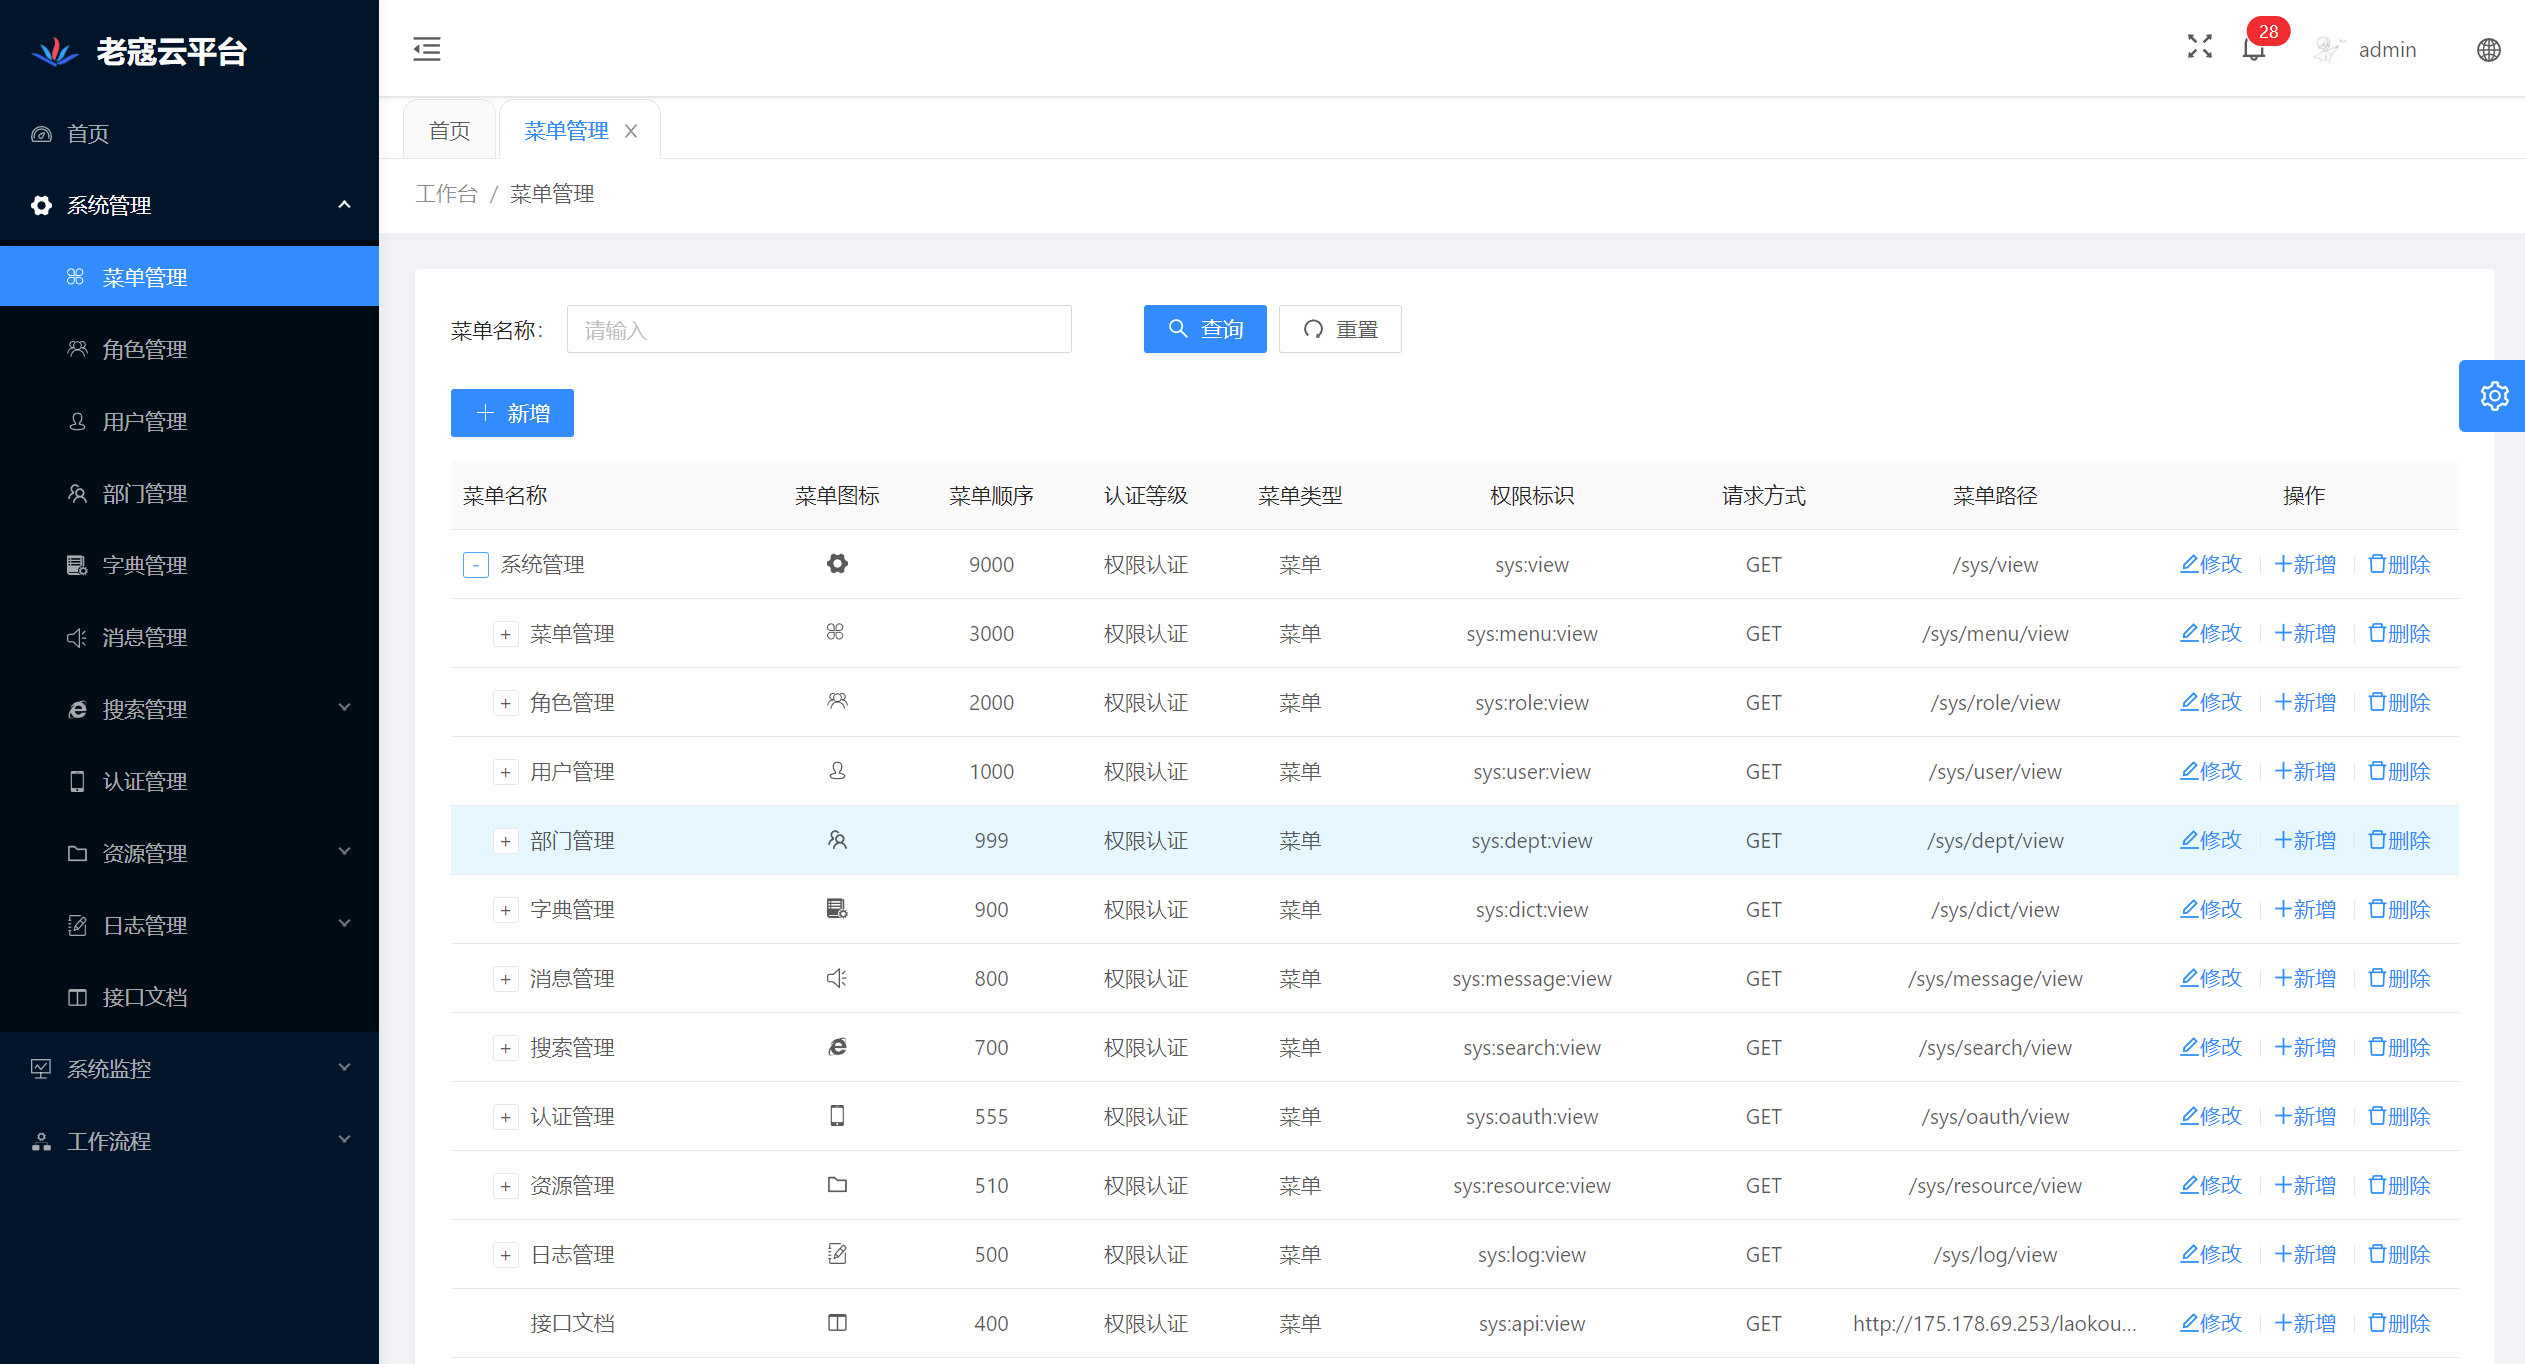 老寇云平台
首页
系统管理
菜单管理
角色管理
用户管理
部门管理
字典管理
消息管理
搜索管理
认证管理
资源管理
日志管理
接口文档
系统监控
工作流程
28
admin
首页 菜单管理
工作台 / 菜单管理
菜单名称: 请输入 查询 重置
新增
菜单名称 菜单图标 菜单顺序 认证等级 菜单类型 权限标识 请求方式 菜单路径 操作
- 系统管理 9000 权限认证 菜单 sys:view GET /sys/view 修改 新增 删除
+ 菜单管理 3000 权限认证 菜单 sys:menu:view GET /sys/menu/view 修改 新增 删除
+ 角色管理 2000 权限认证 菜单 sys:role:view GET /sys/role/view 修改 新增 删除
+ 用户管理 1000 权限认证 菜单 sys:user:view GET /sys/user/view 修改 新增 删除
+ 部门管理 999 权限认证 菜单 sys:dept:view GET /sys/dept/view 修改 新增 删除
+ 字典管理 900 权限认证 菜单 sys:dict:view GET /sys/dict/view 修改 新增 删除
+ 消息管理 800 权限认证 菜单 sys:message:view GET /sys/message/view 修改 新增 删除
+ 搜索管理 700 权限认证 菜单 sys:search:view GET /sys/search/view 修改 新增 删除
+ 认证管理 555 权限认证 菜单 sys:oauth:view GET /sys/oauth/view 修改 新增 删除
+ 资源管理 510 权限认证 菜单 sys:resource:view GET /sys/resource/view 修改 新增 删除
+ 日志管理 500 权限认证 菜单 sys:log:view GET /sys/log/view 修改 新增 删除
接口文档 400 权限认证 菜单 sys:api:view GET http://175.178.69.253/laokou... 修改 新增 删除